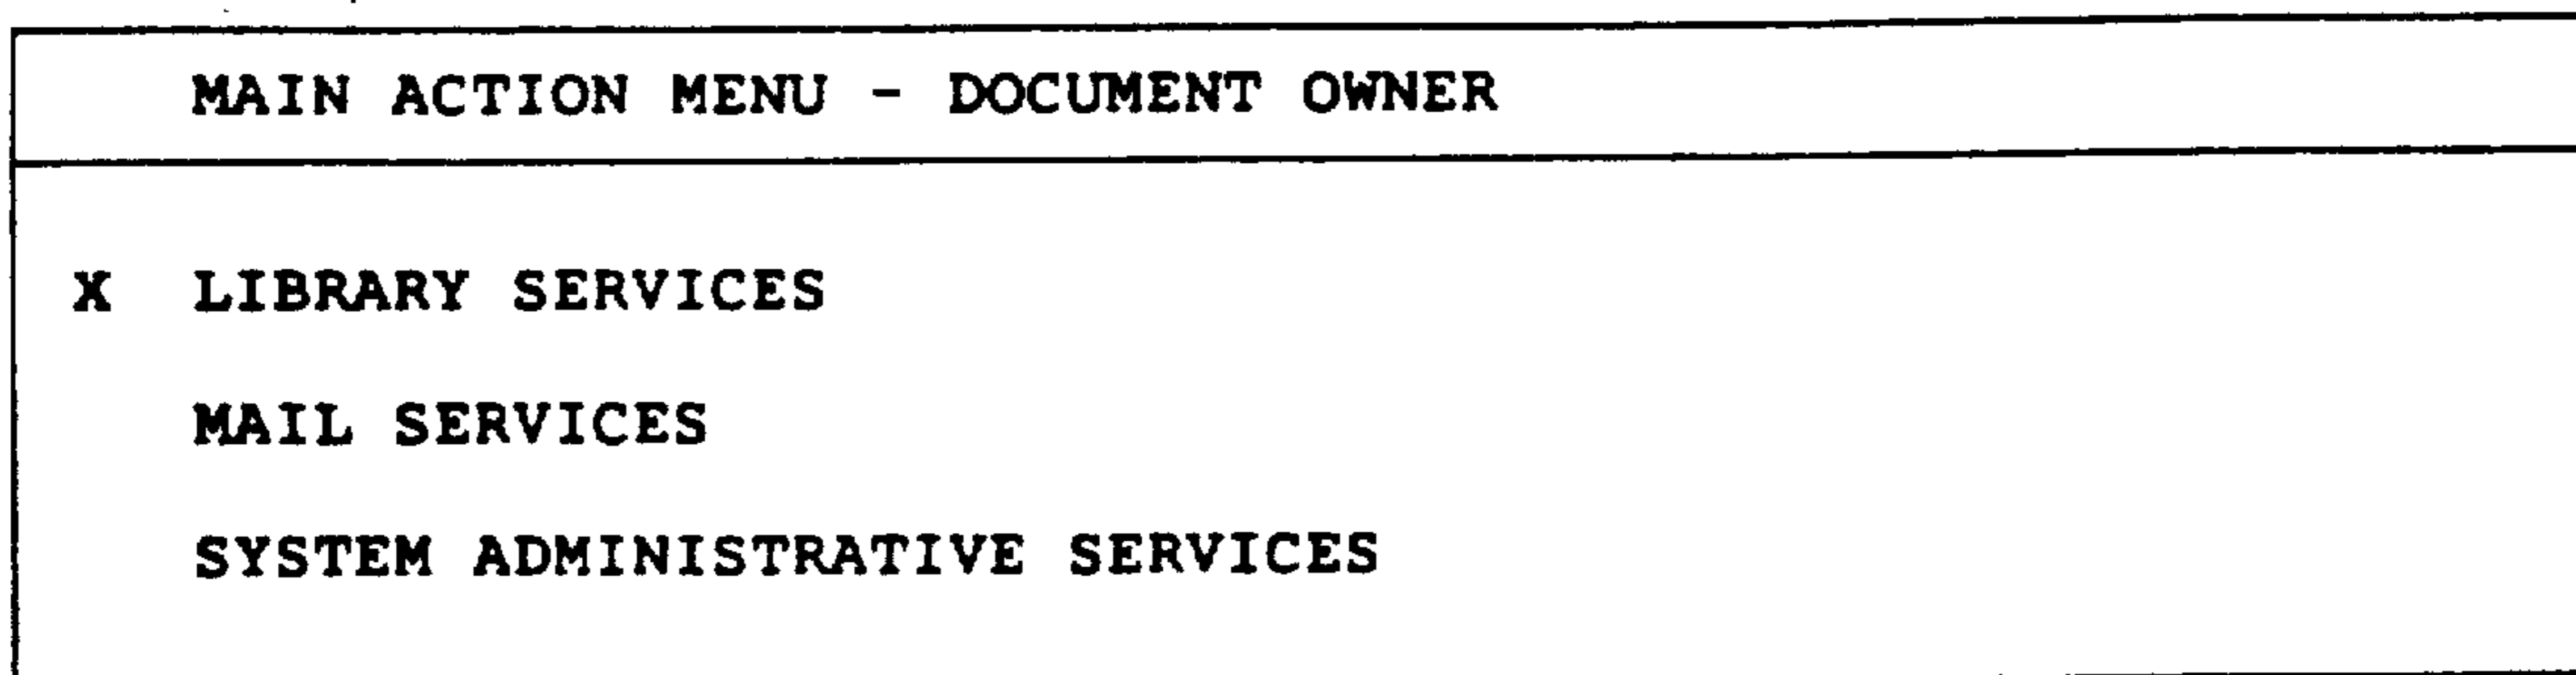 MAIN ACTION MENU - DOCUMENT OWNER
X LIBRARY SERVICES
MAIL SERVICES
SYSTEM ADMINISTRATIVE SERVICES